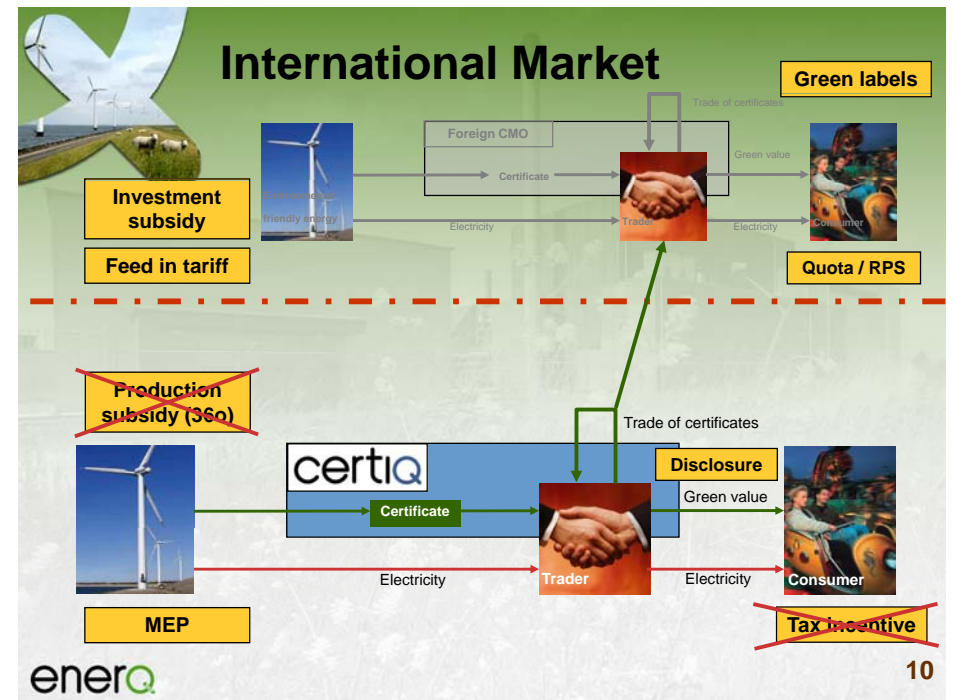 International Market
Green labels
Trade of certificates
Foreign CMO
Green value
Certificate
Investment
subsidy
friendly energy
Trader
Consumer
Electricity
Electricity
Feed in tariff
Quota / RPS
Production
subsidy (36o)
Trade of certificates
certiQ
Disclosure
Certificate
Green value
Electricity
Trader
Electricity
Consumer
MEP
Tax incentive
enerQ
10